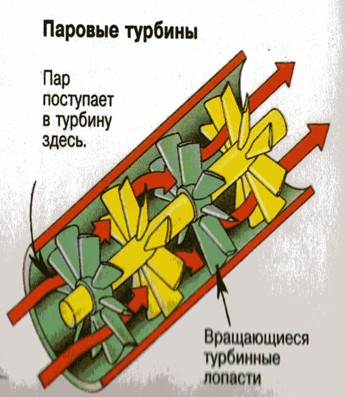 Паровые турбины
Пар
поступает
в турбину
здесь.
Вращающиеся
турбинные
лопасти